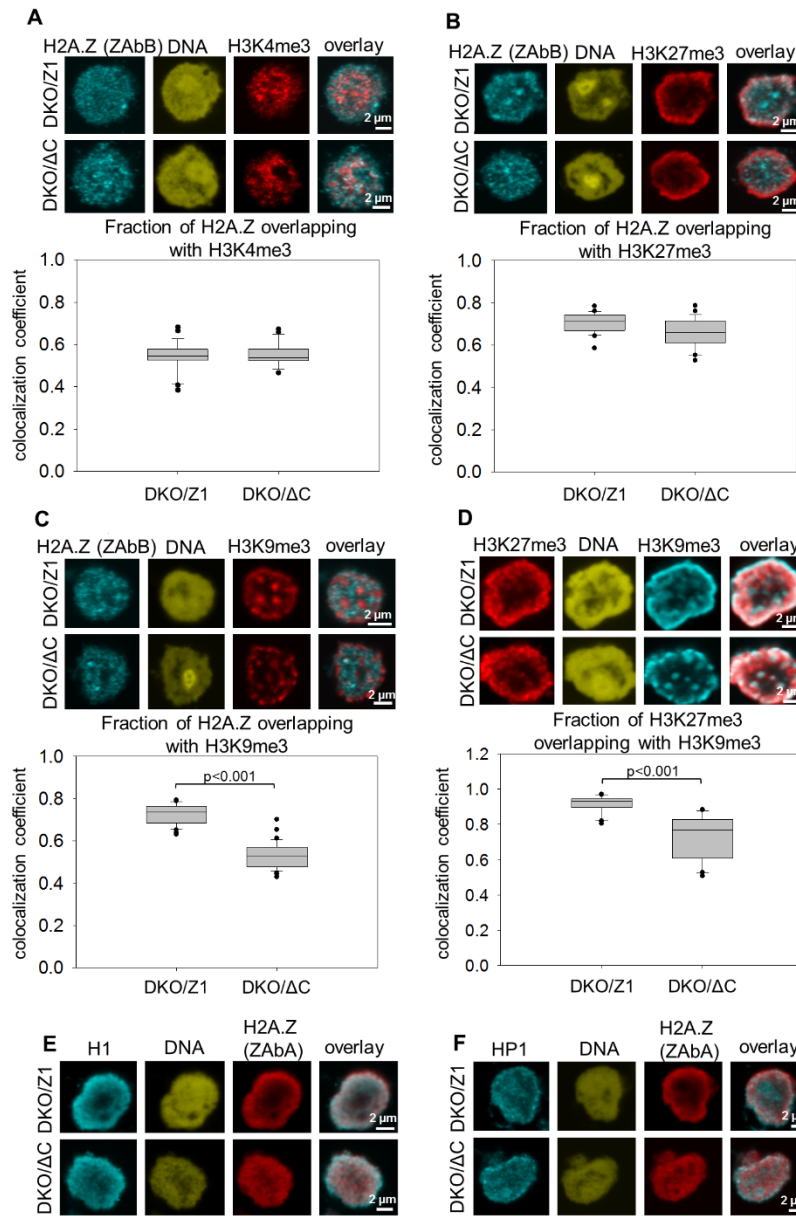 A
H2A.Z (ZAbB) DNA H3K4me3 overlay
DKO/Z1
2 µm
DKO/ΔC
2 µm
Fraction of H2A.Z overlapping
with H3K4me3
colocalization coefficient
1.0
0.8
0.6
0.4
0.2
0.0
DKO/Z1 DKO/ΔC
B
H2A.Z (ZAbB) DNA H3K27me3 overlay
DKO/Z1
2 µm
DKO/ΔC
2 µm
Fraction of H2A.Z overlapping
with H3K27me3
colocalization coefficient
1.0
0.8
0.6
0.4
0.2
0.0
DKO/Z1 DKO/ΔC
C
H2A.Z (ZAbB) DNA H3K9me3 overlay
DKO/Z1
2 µm
DKO/ΔC
2 µm
Fraction of H2A.Z overlapping
with H3K9me3
colocalization coefficient
1.0
0.8
0.6
0.4
0.2
0.0
p<0.001
DKO/Z1 DKO/ΔC
D
H3K27me3 DNA H3K9me3 overlay
DKO/Z1
2 µm
DKO/ΔC
2 µm
Fraction of H3K27me3
overlapping with H3K9me3
colocalization coefficient
1.2
1.0
0.8
0.6
0.4
0.2
0.0
p<0.001
DKO/Z1 DKO/ΔC
E
H1 DNA H2A.Z (ZAbA) overlay
DKO/Z1
2 µm
DKO/ΔC
2 µm
F
HP1 DNA H2A.Z (ZAbA) overlay
DKO/Z1
2 µm
DKO/ΔC
2 µm